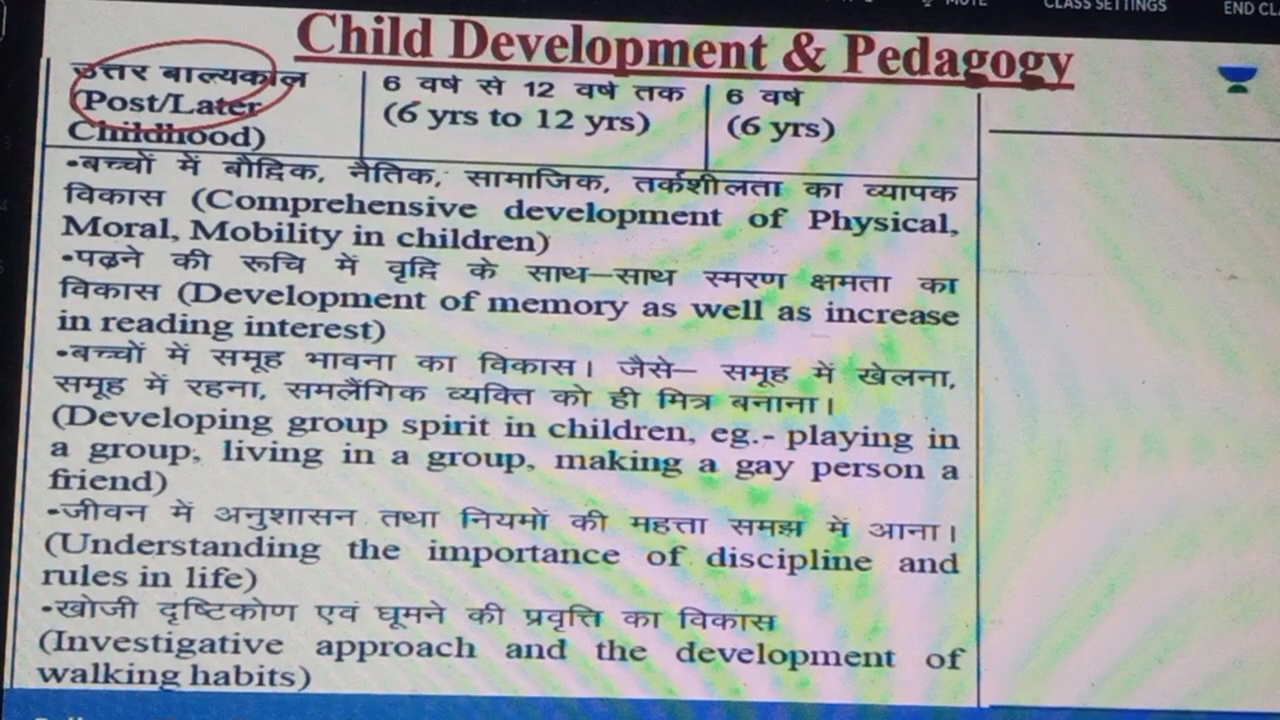 CLASS SETTINGS
Child Development & Pedagogy
उत्तर बाल्यकाल
(Post/Later
Childhood)
6 वर्ष से 12 वर्ष तक
(6 yrs to 12 yrs)
6 वर्ष
(6 yrs)
•बच्चों में बौद्विक, नैतिक, सामाजिक, तर्कशीलता का व्यापक
विकास (Comprehensive development of Physical,
Moral, Mobility in children)
•पढ़ने की रूचि में वृद्वि के साथ–साथ स्मरण क्षमता का
विकास (Development of memory as well as increase
in reading interest)
•बच्चों में समूह भावना का विकास। जैसे– समूह में खेलना,
समूह में रहना, समलैंगिक व्यक्ति को ही मित्र बनाना।
(Developing group spirit in children, eg.- playing in
a group, living in a group, making a gay person a
friend)
•जीवन में अनुशासन तथा नियमों की महत्ता समझ में आना।
(Understanding the importance of discipline and
rules in life)
•खोजी दृष्टिकोण एवं घूमने की प्रवृत्ति का विकास
(Investigative approach and the development of
walking habits)